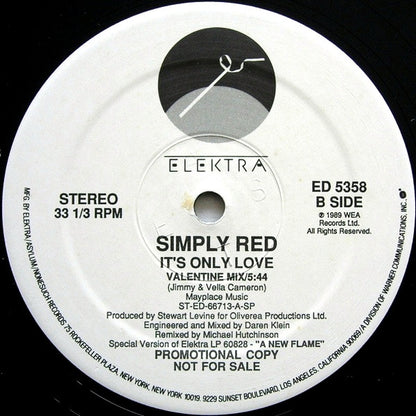 ELEKTRA
STEREO
33 1/3 RPM
ED 5358
B SIDE
℗ 1989 WEA
Records Ltd.
All Rights Reserved.
SIMPLY RED
IT'S ONLY LOVE
VALENTINE MIX/5:44
(Jimmy & Vella Cameron)
Mayplace Music
ST-ED-66713-A-SP
Produced by Stewart Levine for Oliverea Productions Ltd.
Engineered and Mixed by Daren Klein
Remixed by Michael Hutchinson
Special Version of Elektra LP 60828 - "A NEW FLAME"
PROMOTIONAL COPY
NOT FOR SALE
MFG. BY ELEKTRA/ASYLUM/NONESUCH RECORDS 75 ROCKEFELLER PLAZA, NEW YORK, NEW YORK 10019. 9229 SUNSET BOULEVARD, LOS ANGELES, CALIFORNIA 90069/A DIVISION OF WARNER COMMUNICATIONS, INC.